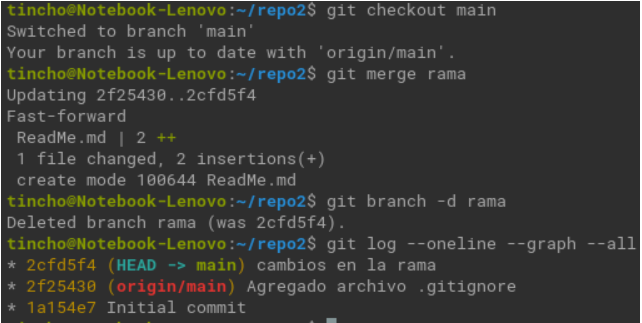 tincho@Notebook-Lenovo:~/repo2$ git checkout main
Switched to branch 'main'
Your branch is up to date with 'origin/main'.
tincho@Notebook-Lenovo:~/repo2$ git merge rama
Updating 2f25430..2cfd5f4
Fast-forward
 ReadMe.md | 2 ++
 1 file changed, 2 insertions(+)
 create mode 100644 ReadMe.md
tincho@Notebook-Lenovo:~/repo2$ git branch -d rama
Deleted branch rama (was 2cfd5f4).
tincho@Notebook-Lenovo:~/repo2$ git log --oneline --graph --all
* 2cfd5f4 (HEAD -> main) cambios en la rama
* 2f25430 (origin/main) Agregado archivo .gitignore
* 1a154e7 Initial commit
tincho@Notebook-Lenovo:~/repo2$